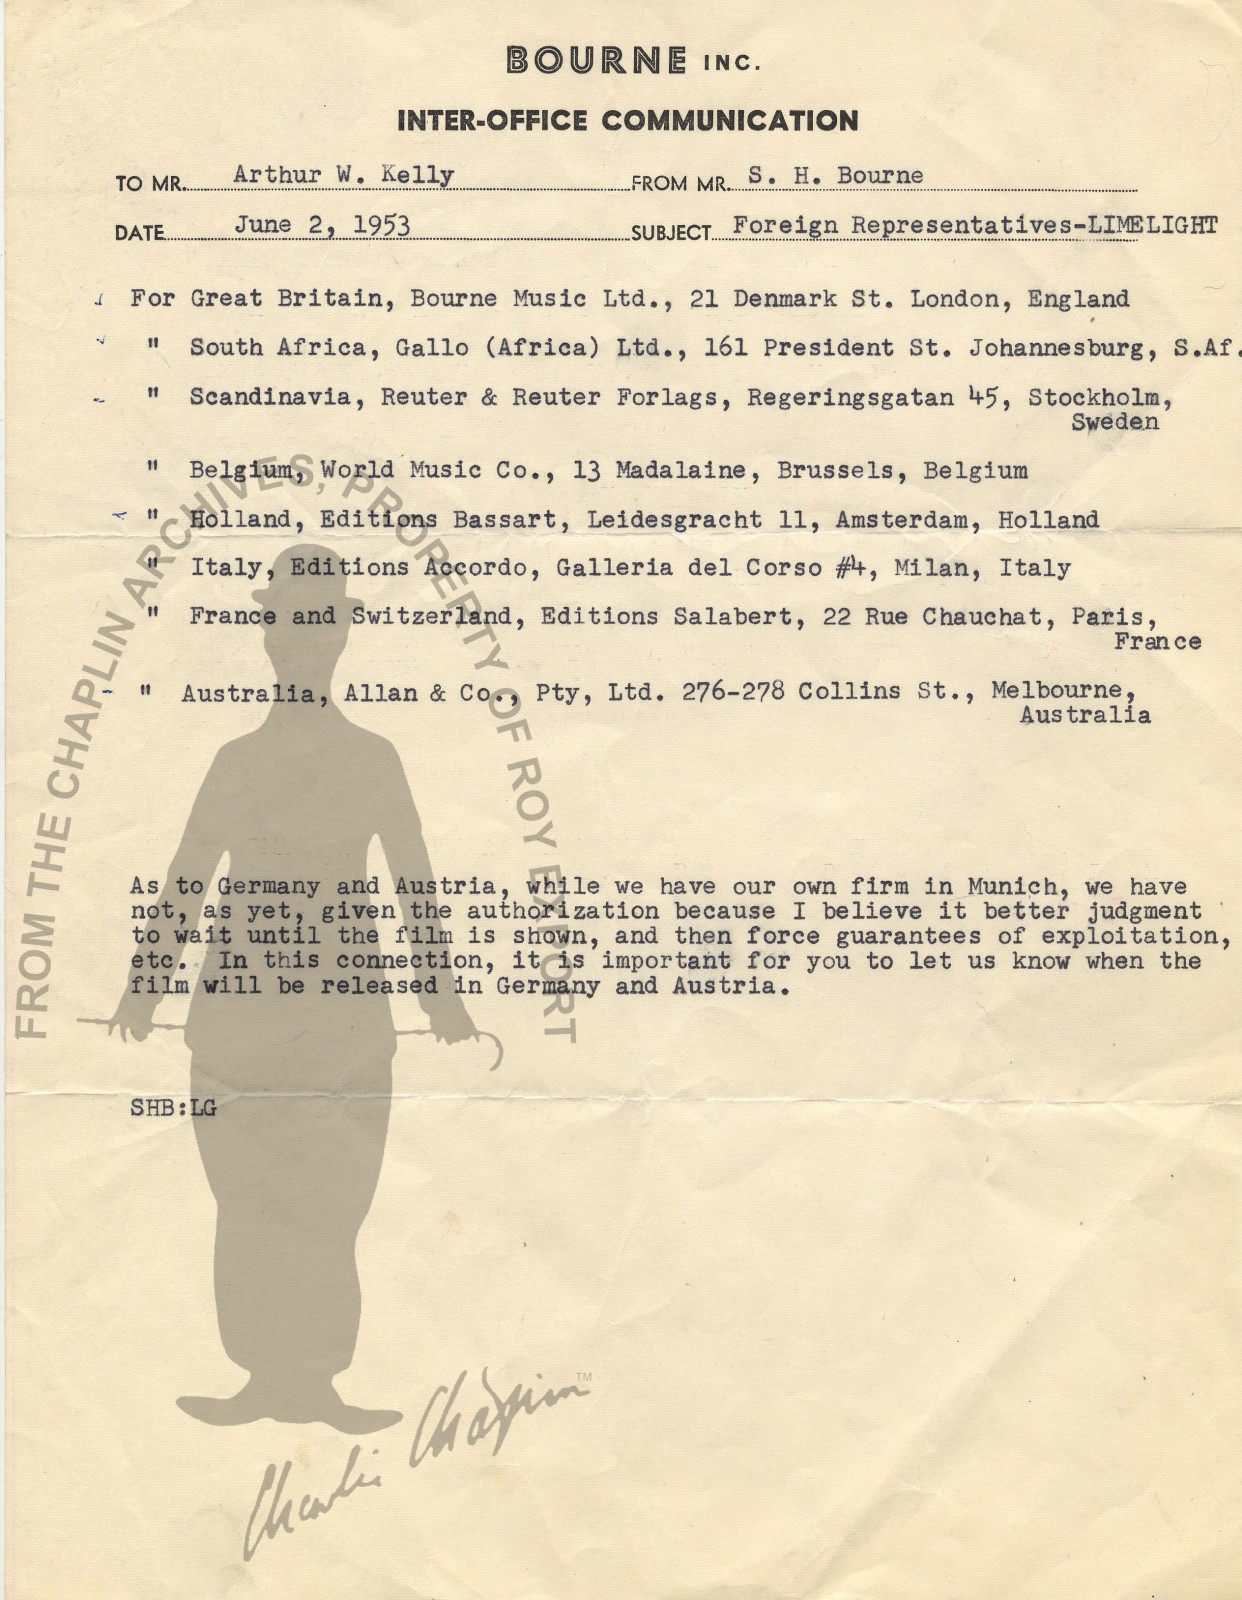 BOURNE INC.
INTER-OFFICE COMMUNICATION
TO MR. Arthur W. Kelly FROM MR. S. H. Bourne
DATE June 2, 1953 SUBJECT Foreign Representatives-LIMELIGHT
For Great Britain, Bourne Music Ltd., 21 Denmark St. London, England
" South Africa, Gallo (Africa) Ltd., 161 President St. Johannesburg, S.Af.
" Scandinavia, Reuter & Reuter Forlags, Regeringsgatan 45, Stockholm,
Sweden
" Belgium, World Music Co., 13 Madalaine, Brussels, Belgium
" Holland, Editions Bassart, Leidesgracht 11, Amsterdam, Holland
" Italy, Editions Accordo, Galleria del Corso #4, Milan, Italy
" France and Switzerland, Editions Salabert, 22 Rue Chauchat, Paris,
France
" Australia, Allan & Co., Pty, Ltd. 276-278 Collins St., Melbourne,
Australia
As to Germany and Austria, while we have our own firm in Munich, we have
not, as yet, given the authorization because I believe it better judgment
to wait until the film is shown, and then force guarantees of exploitation,
etc. In this connection, it is important for you to let us know when the
film will be released in Germany and Austria.
SHB:LG
FROM THE CHAPLIN ARCHIVES, PROPERTY OF ROY EXPORT
Charlie Chaplin TM